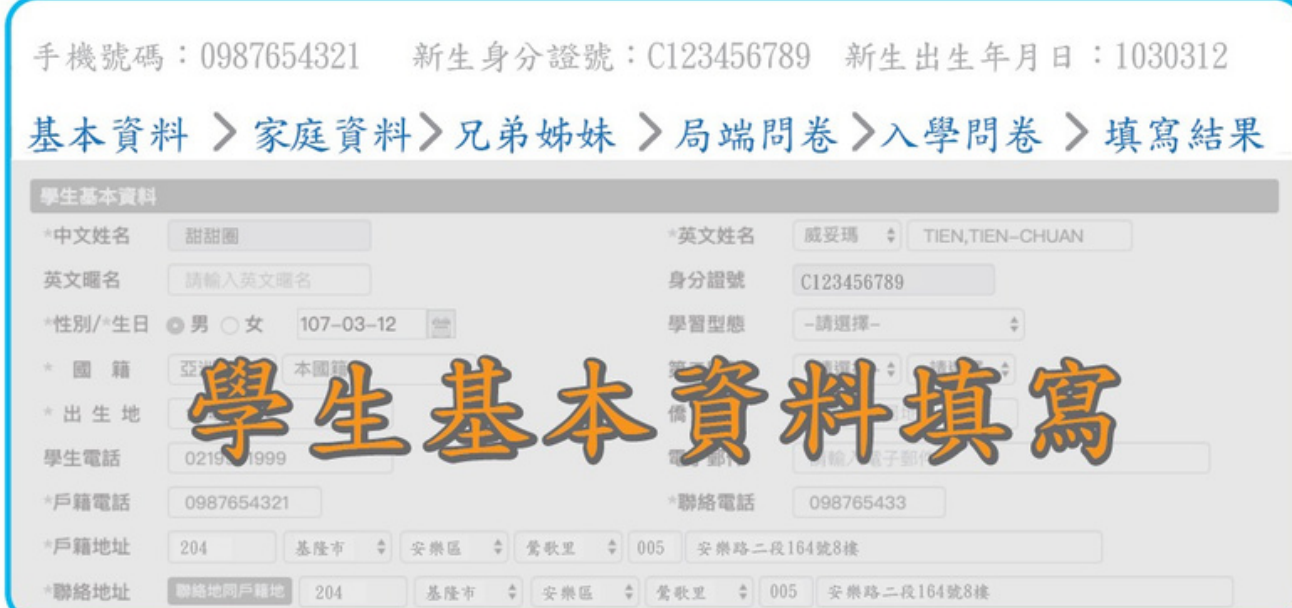 手機號碼：0987654321 新生身分證號：C123456789 新生出生年月日：1030312
基本資料 > 家庭資料 > 兄弟姊妹 > 局端問卷 > 入學問卷 > 填寫結果
學生基本資料
*中文姓名 甜甜圈 *英文姓名 威妥瑪 TIEN,TIEN-CHUAN
英文暱名 請輸入英文暱名 身分證號 C123456789
*性別/*生日 男 女 107-03-12 學習型態 -請選擇-
* 國 籍 本國籍
學生基本資料填寫
* 出 生 地
學生電話
*戶籍電話 0987654321 *聯絡電話 098765433
*戶籍地址 204 基隆市 安樂區 鶯歌里 005 安樂路二段164號8樓
*聯絡地址 聯絡地同戶籍地 204 基隆市 安樂區 鶯歌里 005 安樂路二段164號8樓